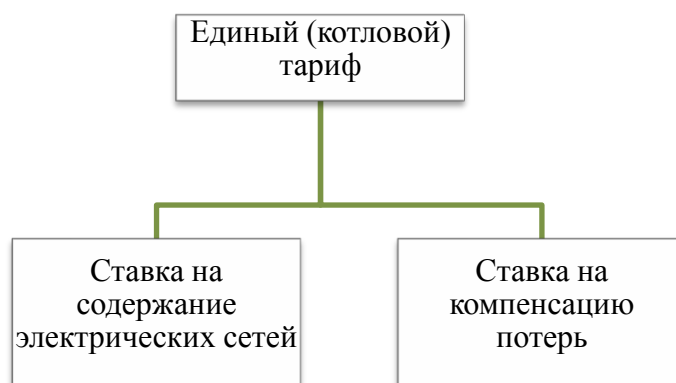 Единый (котловой)
тариф
Ставка на
содержание
электрических сетей
Ставка на
компенсацию
потерь